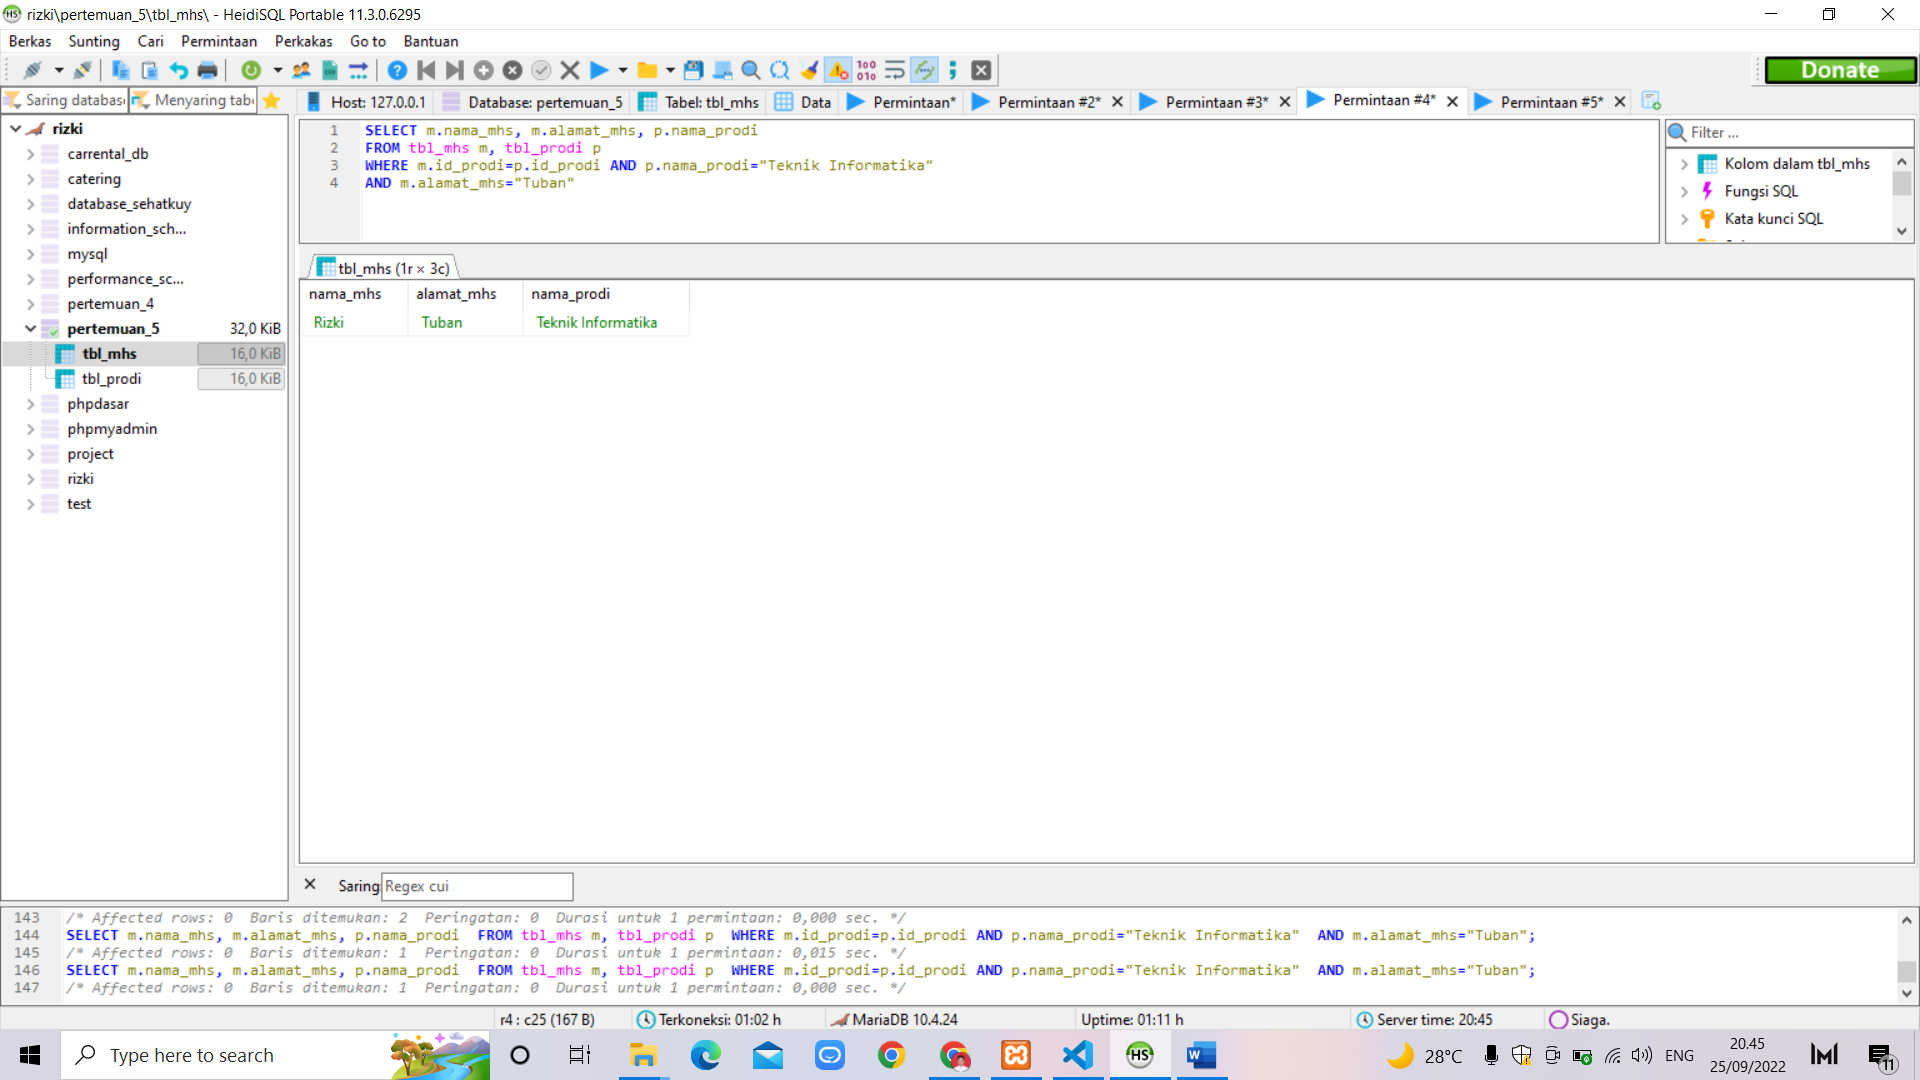 rizki\pertemuan_5\tbl_mhs\ - HeidiSQL Portable 11.3.0.6295
Berkas Sunting Cari Permintaan Perkakas Go to Bantuan
Donate
Saring databas Menyaring tab
Host: 127.0.0.1 Database: pertemuan_5 Tabel: tbl_mhs Data Permintaan* Permintaan #2* Permintaan #3* Permintaan #4* Permintaan #5*
rizki
carrental_db
catering
database_sehatkuy
information_sch...
mysql
performance_sc...
pertemuan_4
pertemuan_5 32,0 KiB
tbl_mhs 16,0 KiB
tbl_prodi 16,0 KiB
phpdasar
phpmyadmin
project
rizki
test
1 SELECT m.nama_mhs, m.alamat_mhs, p.nama_prodi
2 FROM tbl_mhs m, tbl_prodi p
3 WHERE m.id_prodi=p.id_prodi AND p.nama_prodi="Teknik Informatika"
4 AND m.alamat_mhs="Tuban"
Filter ...
Kolom dalam tbl_mhs
Fungsi SQL
Kata kunci SQL
tbl_mhs (1r × 3c)
nama_mhs alamat_mhs nama_prodi
Rizki Tuban Teknik Informatika
Saring: Regex cui
143 /* Affected rows: 0 Baris ditemukan: 2 Peringatan: 0 Durasi untuk 1 permintaan: 0,000 sec. */
144 SELECT m.nama_mhs, m.alamat_mhs, p.nama_prodi FROM tbl_mhs m, tbl_prodi p WHERE m.id_prodi=p.id_prodi AND p.nama_prodi="Teknik Informatika" AND m.alamat_mhs="Tuban";
145 /* Affected rows: 0 Baris ditemukan: 1 Peringatan: 0 Durasi untuk 1 permintaan: 0,015 sec. */
146 SELECT m.nama_mhs, m.alamat_mhs, p.nama_prodi FROM tbl_mhs m, tbl_prodi p WHERE m.id_prodi=p.id_prodi AND p.nama_prodi="Teknik Informatika" AND m.alamat_mhs="Tuban";
147 /* Affected rows: 0 Baris ditemukan: 1 Peringatan: 0 Durasi untuk 1 permintaan: 0,000 sec. */
r4 : c25 (167 B) Terkoneksi: 01:02 h MariaDB 10.4.24 Uptime: 01:11 h Server time: 20:45 Siaga.
Type here to search
28°C ENG
20.45
25/09/2022
11